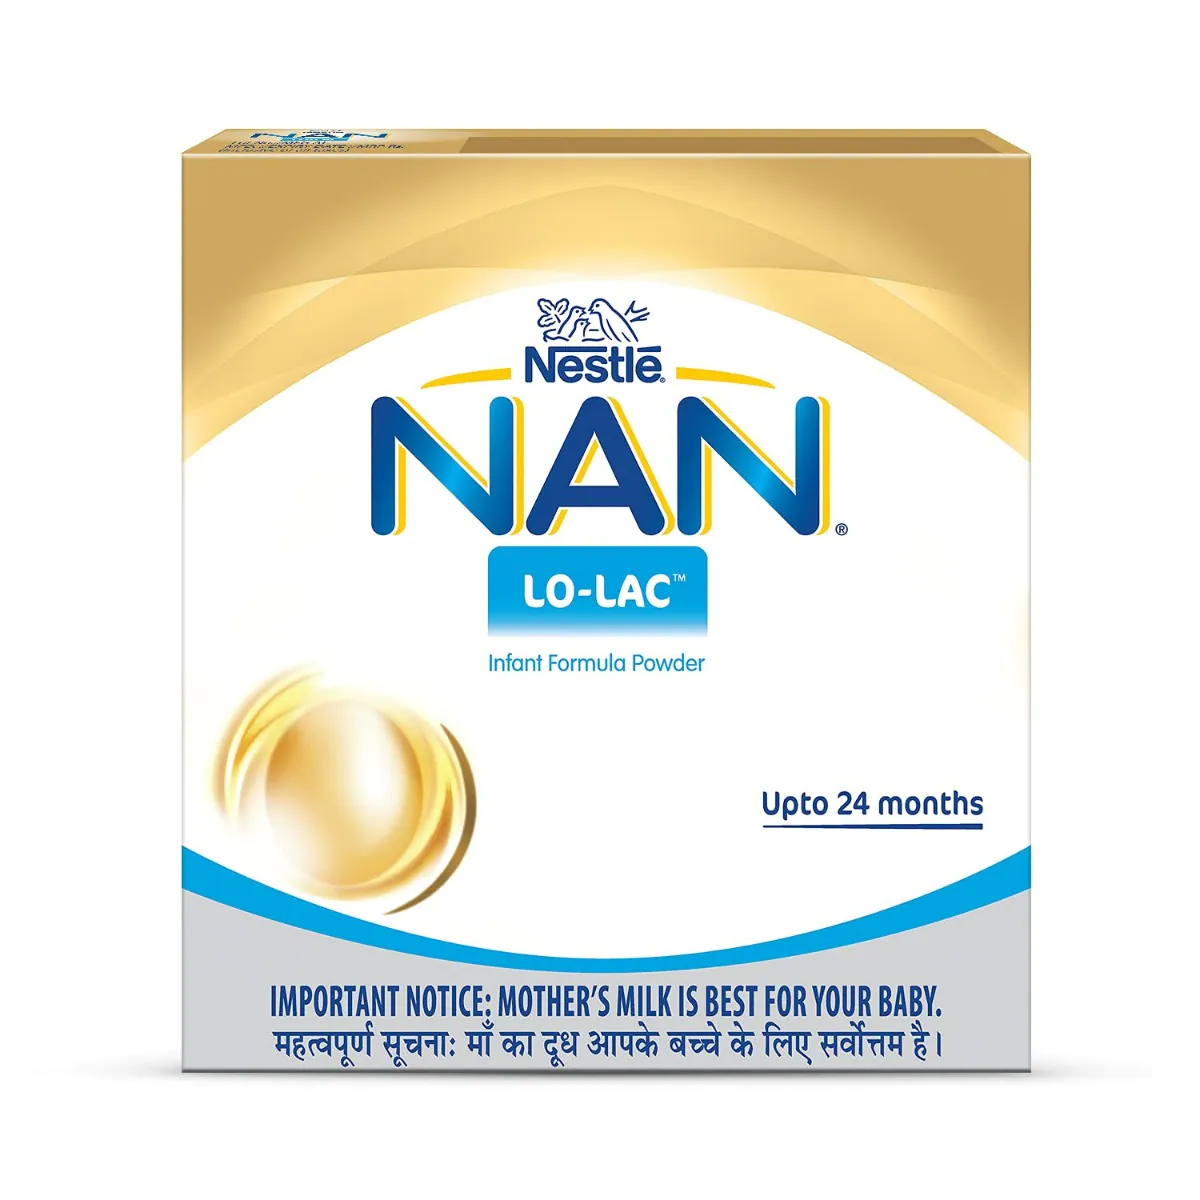 NAN
Nestlé
NAN®
LO-LAC™
Infant Formula Powder
Upto 24 months
IMPORTANT NOTICE: MOTHER'S MILK IS BEST FOR YOUR BABY.
महत्वपूर्ण सूचना: माँ का दूध आपके बच्चे के लिए सर्वोत्तम है।